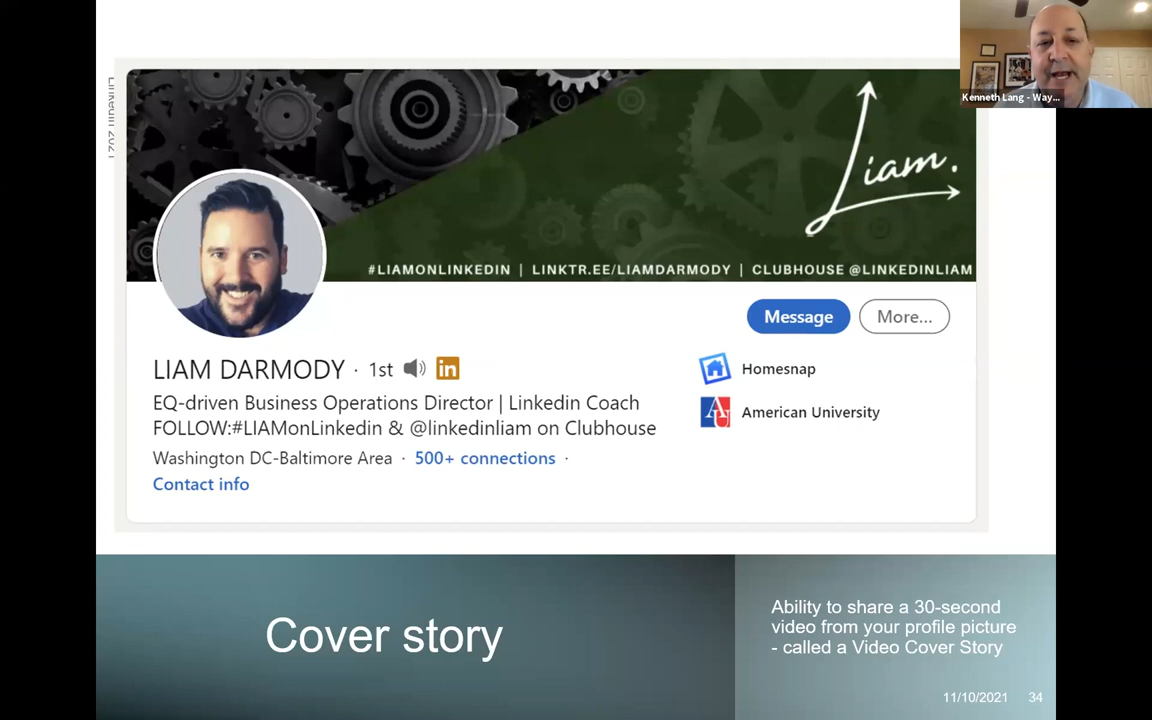 Kenneth Lang - Way...
Liam.
#LIAMONLINKEDIN | LINKTR.EE/LIAMDARMODY | CLUBHOUSE @LINKEDINLIAM
Message
More...
LIAM DARMODY · 1st in
Homesnap
EQ-driven Business Operations Director | Linkedin Coach
FOLLOW:#LIAMonLinkedin & @linkedinliam on Clubhouse
AU American University
Washington DC-Baltimore Area · 500+ connections ·
Contact info
Cover story
Ability to share a 30-second
video from your profile picture
- called a Video Cover Story
11/10/2021 34